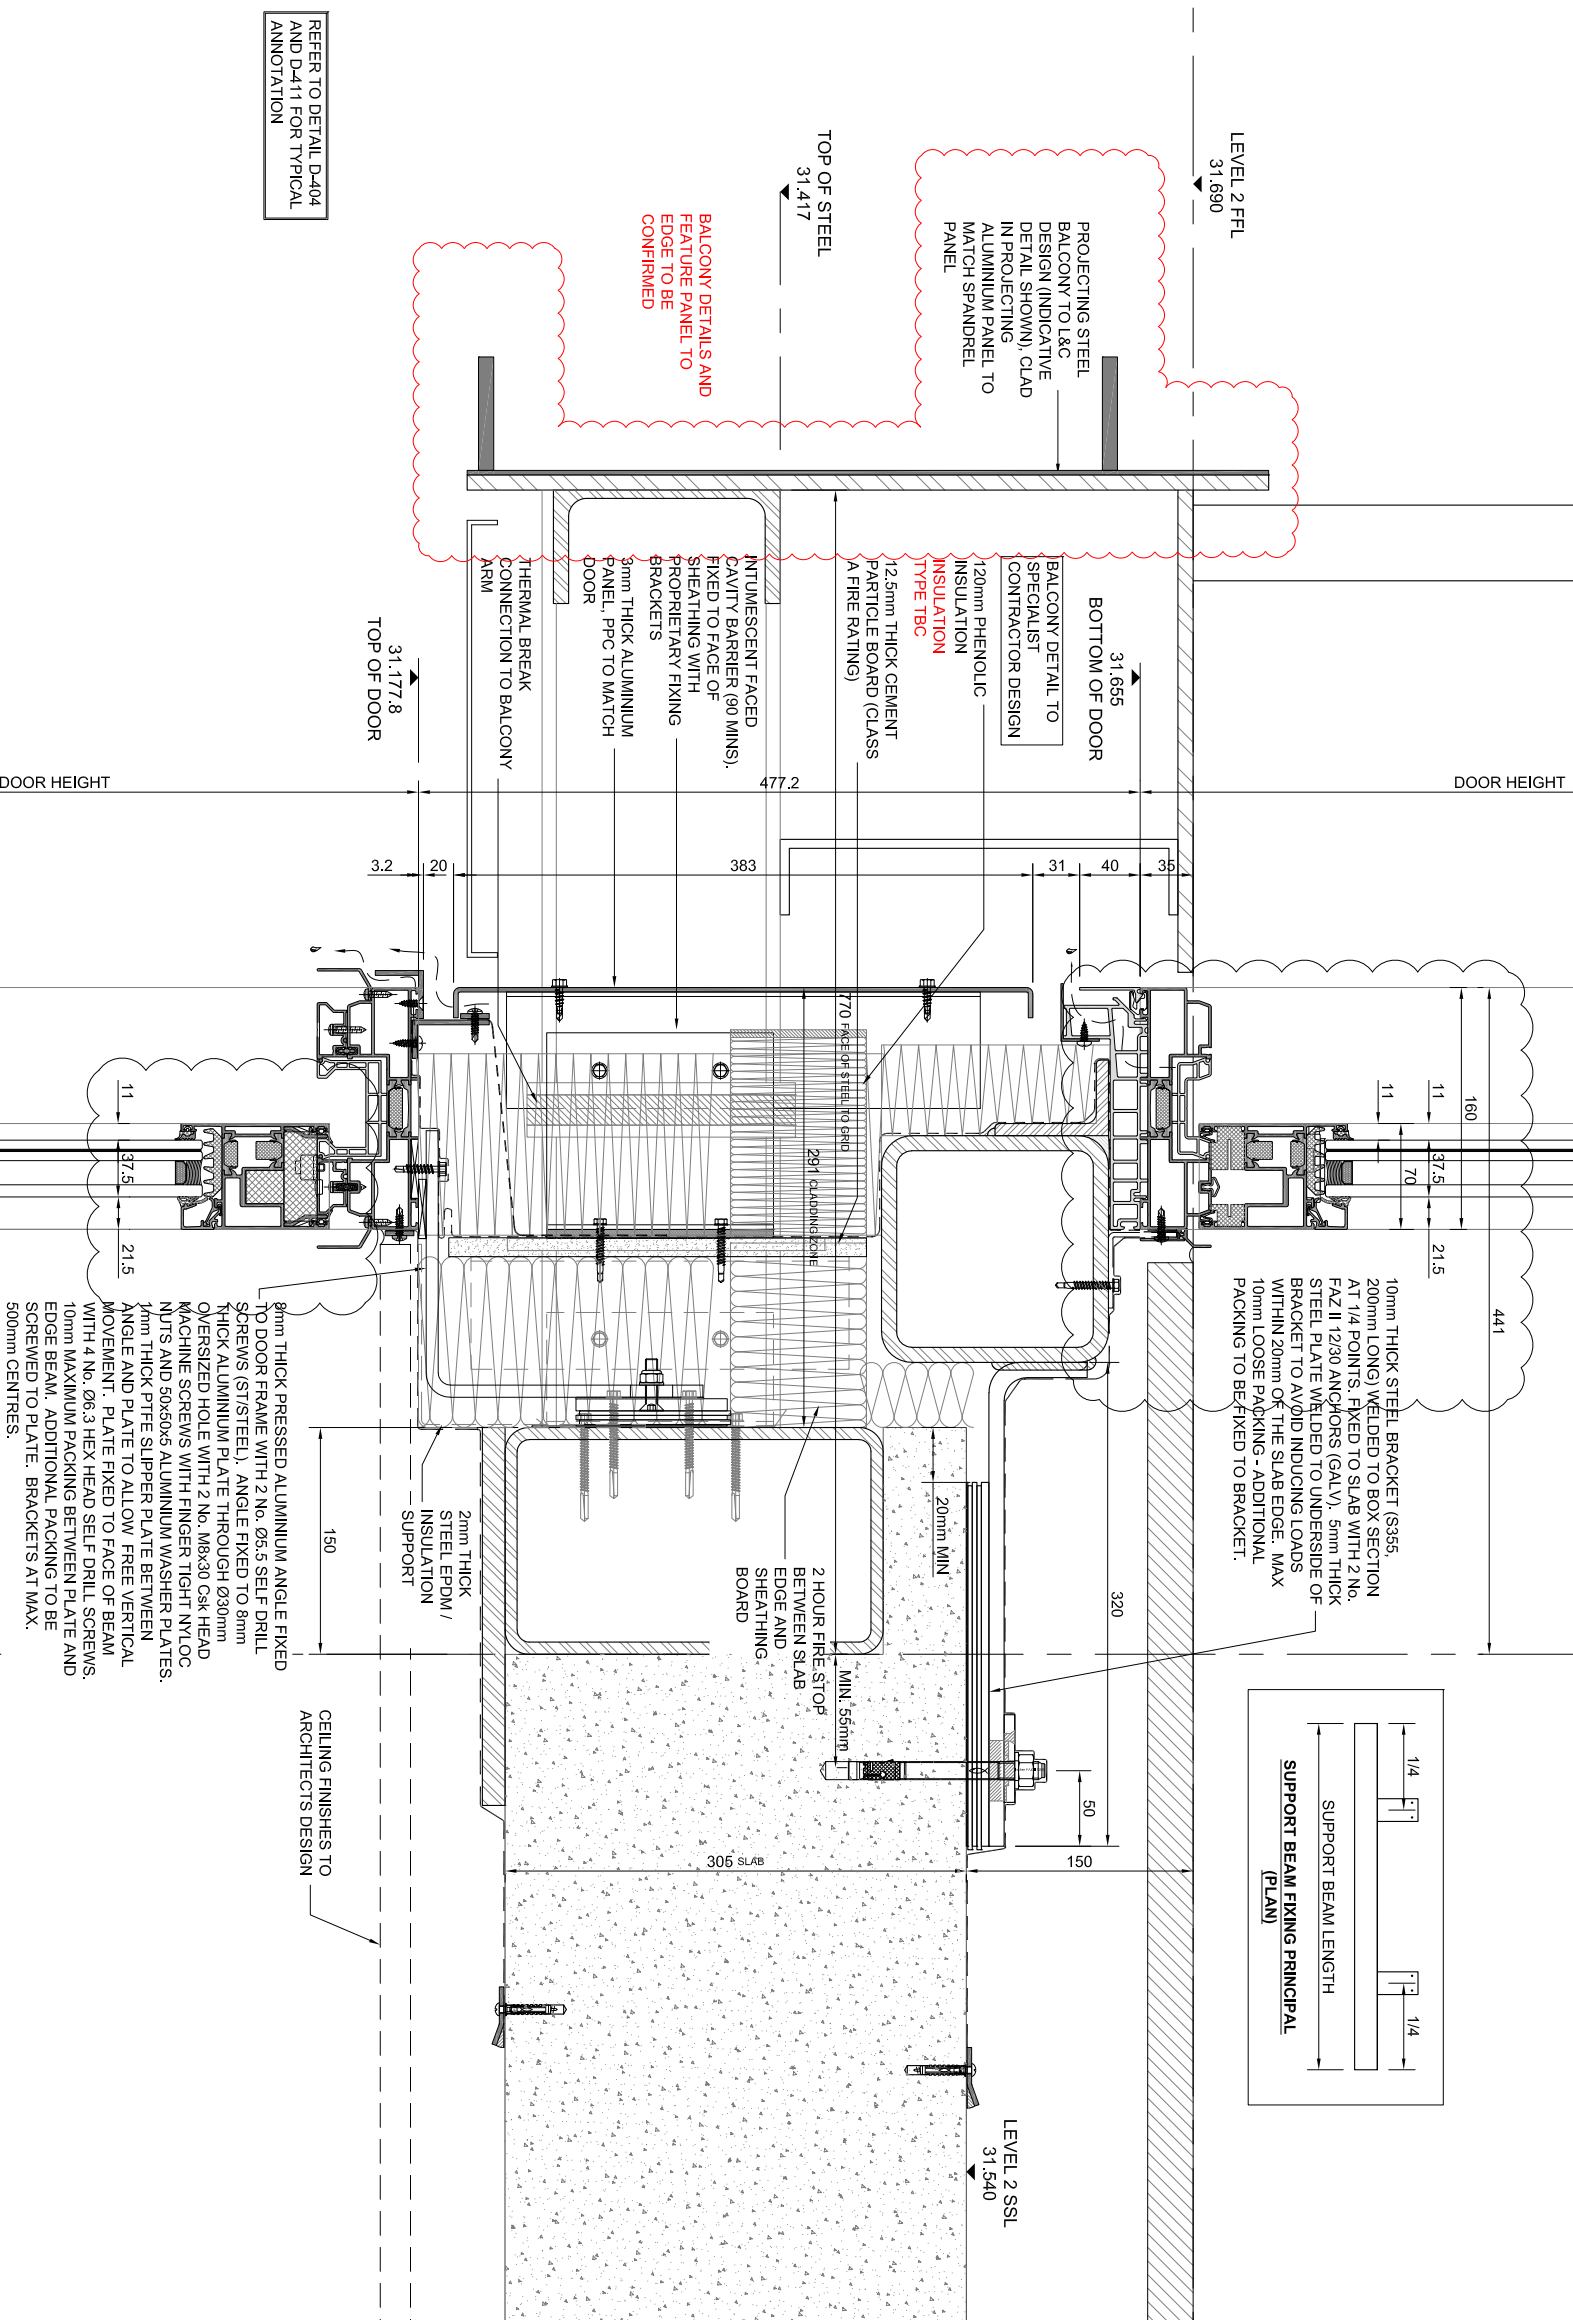 LEVEL 2 FFL
31.690
TOP OF STEEL
31.417
PROJECTING STEEL
BALCONY TO L&C
DESIGN (INDICATIVE
DETAIL SHOWN), CLAD
IN PROJECTING
ALUMINIUM PANEL TO
MATCH SPANDREL
PANEL
BALCONY DETAILS AND
FEATURE PANEL TO
EDGE TO BE
CONFIRMED
REFER TO DETAIL D-404
AND D-411 FOR TYPICAL
ANNOTATION
31.655
BOTTOM OF DOOR
BALCONY DETAIL TO
SPECIALIST
CONTRACTOR DESIGN
120mm PHENOLIC
INSULATION
INSULATION
TYPE TBC
12.5mm THICK CEMENT
PARTICLE BOARD (CLASS
A FIRE RATING)
INTUMESCENT FACED
CAVITY BARRIER (90 MINS).
FIXED TO FACE OF
SHEATHING WITH
PROPRIETARY FIXING
BRACKETS
3mm THICK ALUMINIUM
PANEL, PPC TO MATCH
DOOR
THERMAL BREAK
CONNECTION TO BALCONY
ARM
31.177.8
TOP OF DOOR
DOOR HEIGHT
477.2
DOOR HEIGHT
35
40
31
383
20
3.2
770 FACE OF STEEL TO GRID
291 CLADDING ZONE
441
160
11
11
37.5
70
21.5
11
37.5
21.5
10mm THICK STEEL BRACKET (S355,
200mm LONG) WELDED TO BOX SECTION
AT 1/4 POINTS, FIXED TO SLAB WITH 2 No.
FAZ II 12/30 ANCHORS (GALV). 5mm THICK
STEEL PLATE WELDED TO UNDERSIDE OF
BRACKET TO AVOID INDUCING LOADS
WITHIN 20mm OF THE SLAB EDGE. MAX
10mm LOOSE PACKING - ADDITIONAL
PACKING TO BE FIXED TO BRACKET.
320
20mm MIN
2 HOUR FIRE STOP
BETWEEN SLAB
EDGE AND
SHEATHING
BOARD
2mm THICK
STEEL EPDM /
INSULATION
SUPPORT
150
8mm THICK PRESSED ALUMINIUM ANGLE FIXED
TO DOOR FRAME WITH 2 No. Ø5.5 SELF DRILL
SCREWS (ST/STEEL). ANGLE FIXED TO 8mm
THICK ALUMINIUM PLATE THROUGH Ø30mm
OVERSIZED HOLE WITH 2 No. M8x30 Csk HEAD
MACHINE SCREWS WITH FINGER TIGHT NYLOC
NUTS AND 50x50x5 ALUMINIUM WASHER PLATES.
1mm THICK PTFE SLIPPER PLATE BETWEEN
ANGLE AND PLATE TO ALLOW FREE VERTICAL
MOVEMENT. PLATE FIXED TO FACE OF BEAM
WITH 4 No. Ø6.3 HEX HEAD SELF DRILL SCREWS.
10mm MAXIMUM PACKING BETWEEN PLATE AND
EDGE BEAM. ADDITIONAL PACKING TO BE
SCREWED TO PLATE. BRACKETS AT MAX.
500mm CENTRES.
MIN. 55mm
50
305 SLAB
150
CEILING FINISHES TO
ARCHITECTS DESIGN
1/4
1/4
SUPPORT BEAM LENGTH
SUPPORT BEAM FIXING PRINCIPAL
(PLAN)
LEVEL 2 SSL
31.540